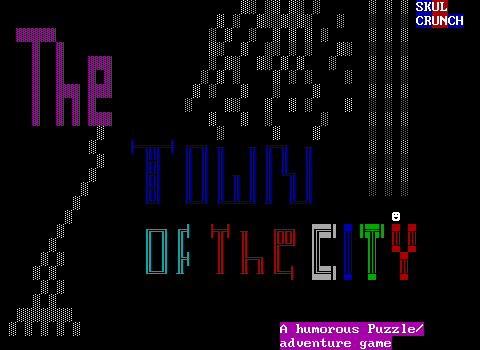 SKUL
CRUNCH
The
TOWN
OF The CITY
A humorous Puzzle/
adventure game